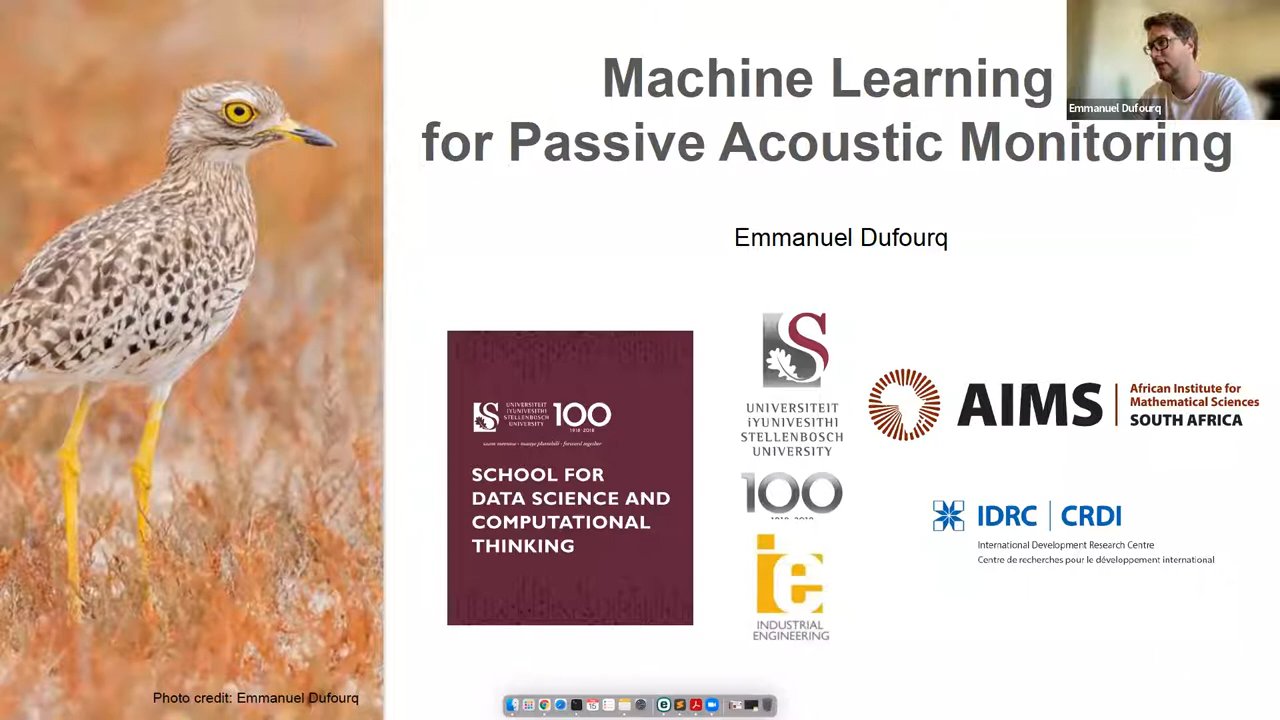 Machine Learning
for Passive Acoustic Monitoring
Emmanuel Dufourq
Emmanuel Dufourq
UNIVERSITEIT
IYUNIVESITHI
STELLENBOSCH
UNIVERSITY
100
1918 · 2018
SCHOOL FOR
DATA SCIENCE AND
COMPUTATIONAL
THINKING
S
UNIVERSITEIT
iYUNIVESITHI
STELLENBOSCH
UNIVERSITY
100
ie
INDUSTRIAL
ENGINEERING
AIMS
African Institute for
Mathematical Sciences
SOUTH AFRICA
IDRC | CRDI
International Development Research Centre
Centre de recherches pour le développement international
Photo credit: Emmanuel Dufourq